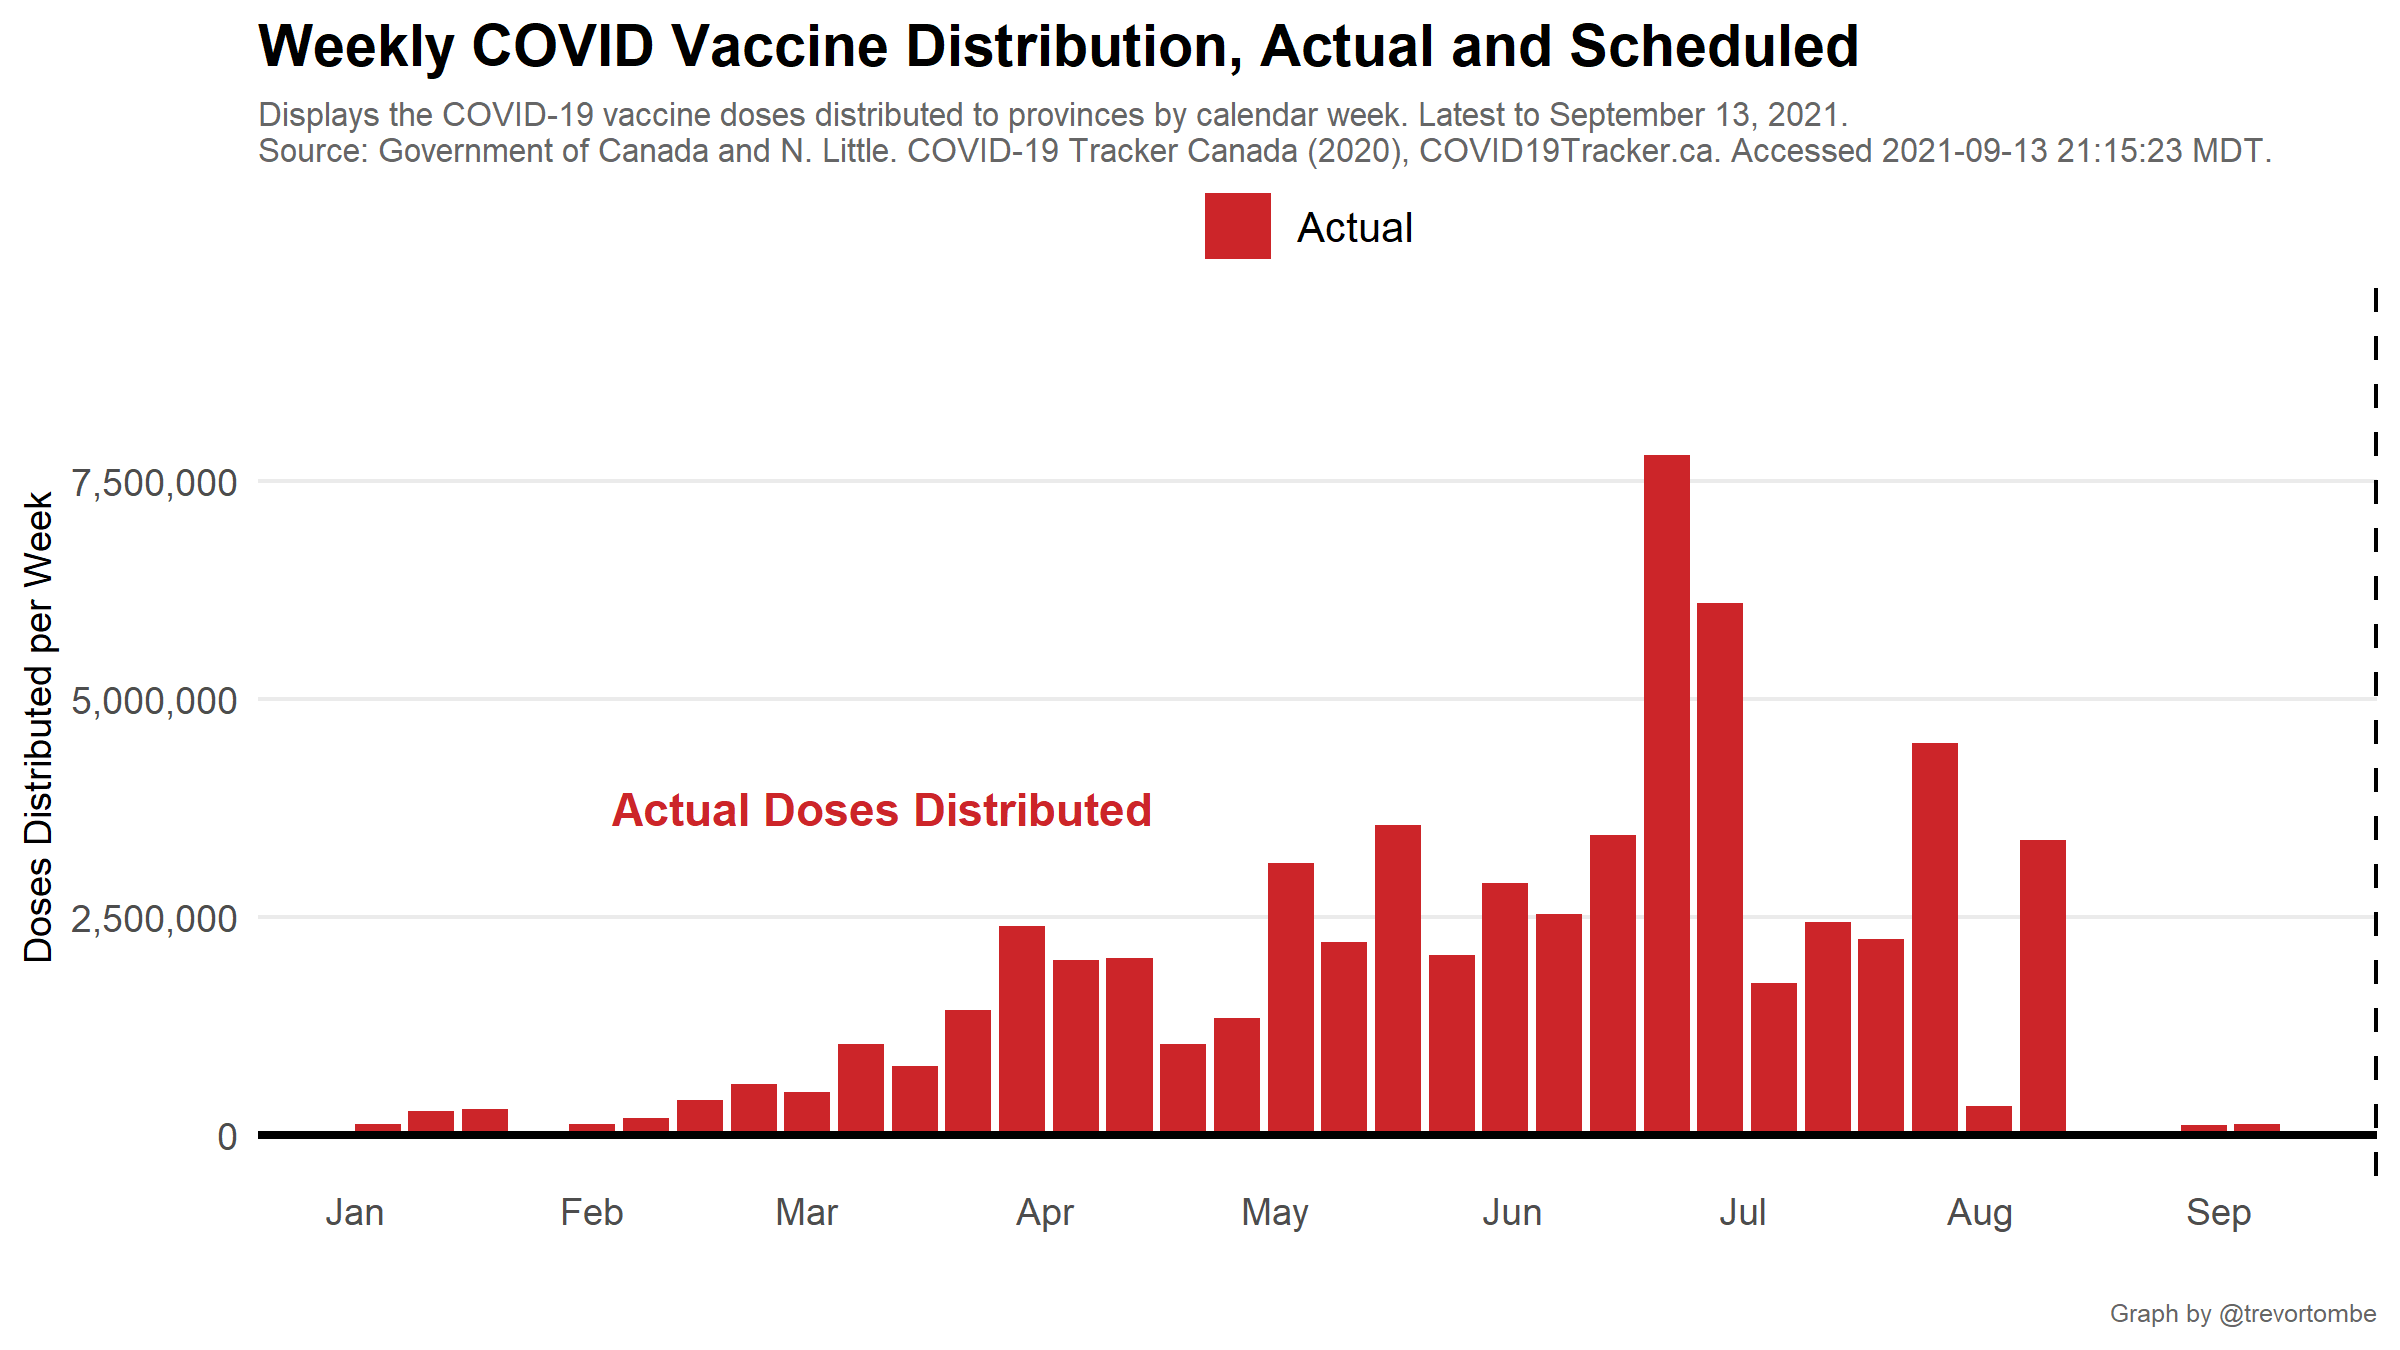 Weekly COVID Vaccine Distribution, Actual and Scheduled
Displays the COVID-19 vaccine doses distributed to provinces by calendar week. Latest to September 13, 2021.
Source: Government of Canada and N. Little. COVID-19 Tracker Canada (2020), COVID19Tracker.ca. Accessed 2021-09-13 21:15:23 MDT.
Actual
Doses Distributed per Week
7,500,000
5,000,000
2,500,000
0
Actual Doses Distributed
Jan Feb Mar Apr May Jun Jul Aug Sep
Graph by @trevortombe